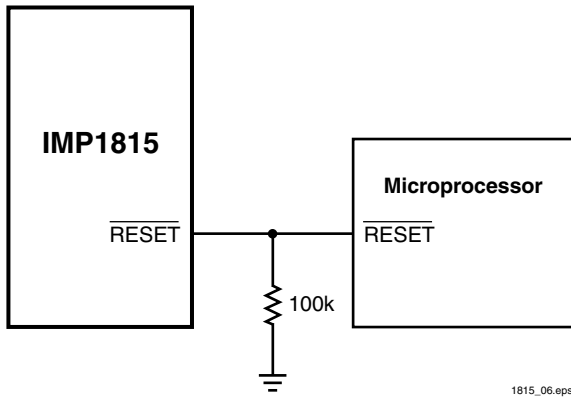 IMP1815
Microprocessor
RESET
RESET
100k
1815_06.eps